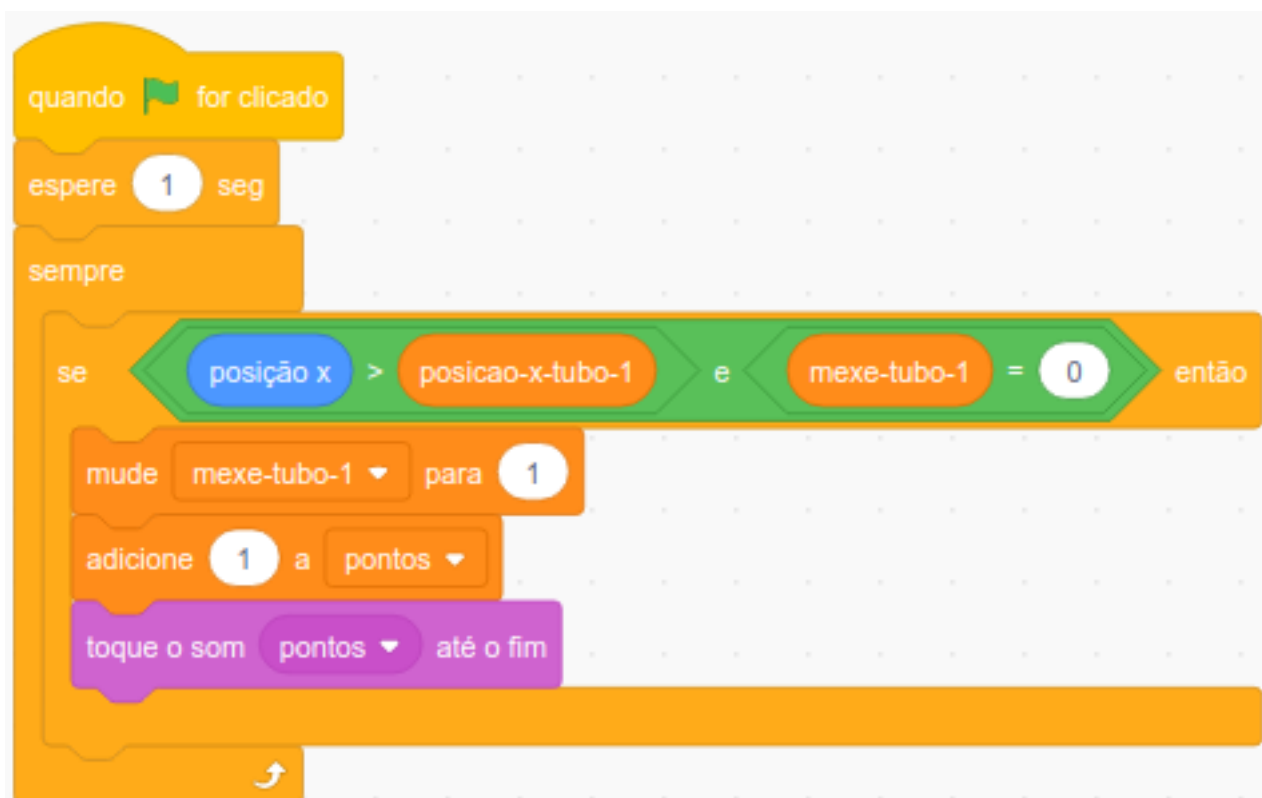 quando for clicado
espere 1 seg
sempre
se posição x > posicao-x-tubo-1 e mexe-tubo-1 = 0 então
mude mexe-tubo-1 para 1
adicione 1 a pontos
toque o som pontos até o fim